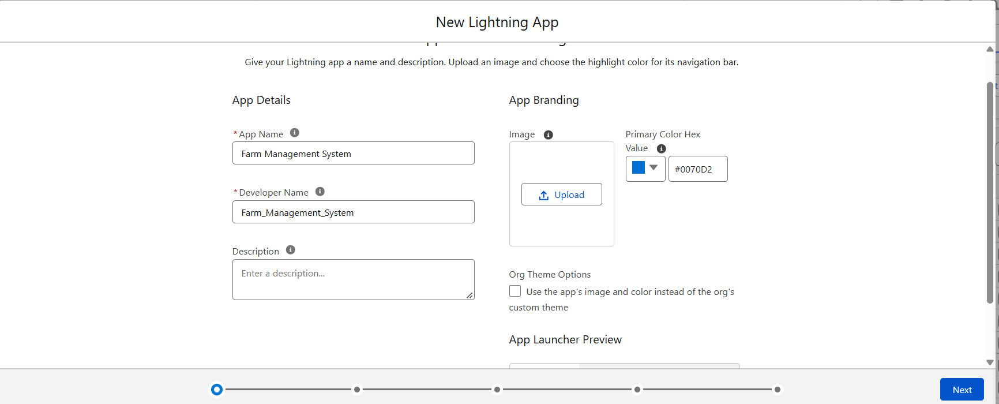 New Lightning App
Give your Lightning app a name and description. Upload an image and choose the highlight color for its navigation bar.
App Details
*App Name
Farm Management System
*Developer Name
Farm_Management_System
Description
Enter a description...
App Branding
Image
Upload
Primary Color Hex
Value
#0070D2
Org Theme Options
Use the app's image and color instead of the org's
custom theme
App Launcher Preview
Next